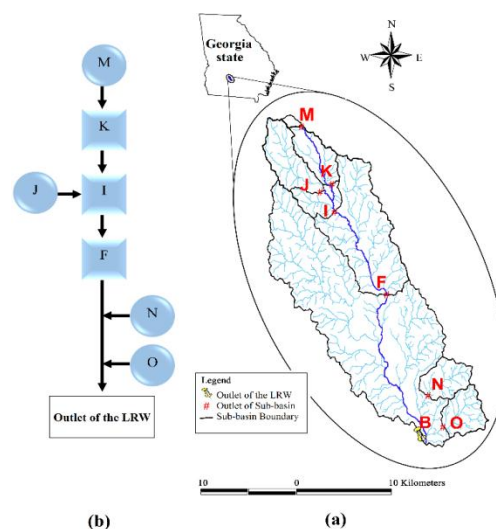 M
K
J
I
F
N
O
Outlet of the LRW
(b)
Georgia
state
N
W
E
S
M
K
J
I
F
N
B
O
Legend
Outlet of the LRW
# Outlet of Sub-basin
Sub-basin Boundary
10 0 10 Kilometers
(a)